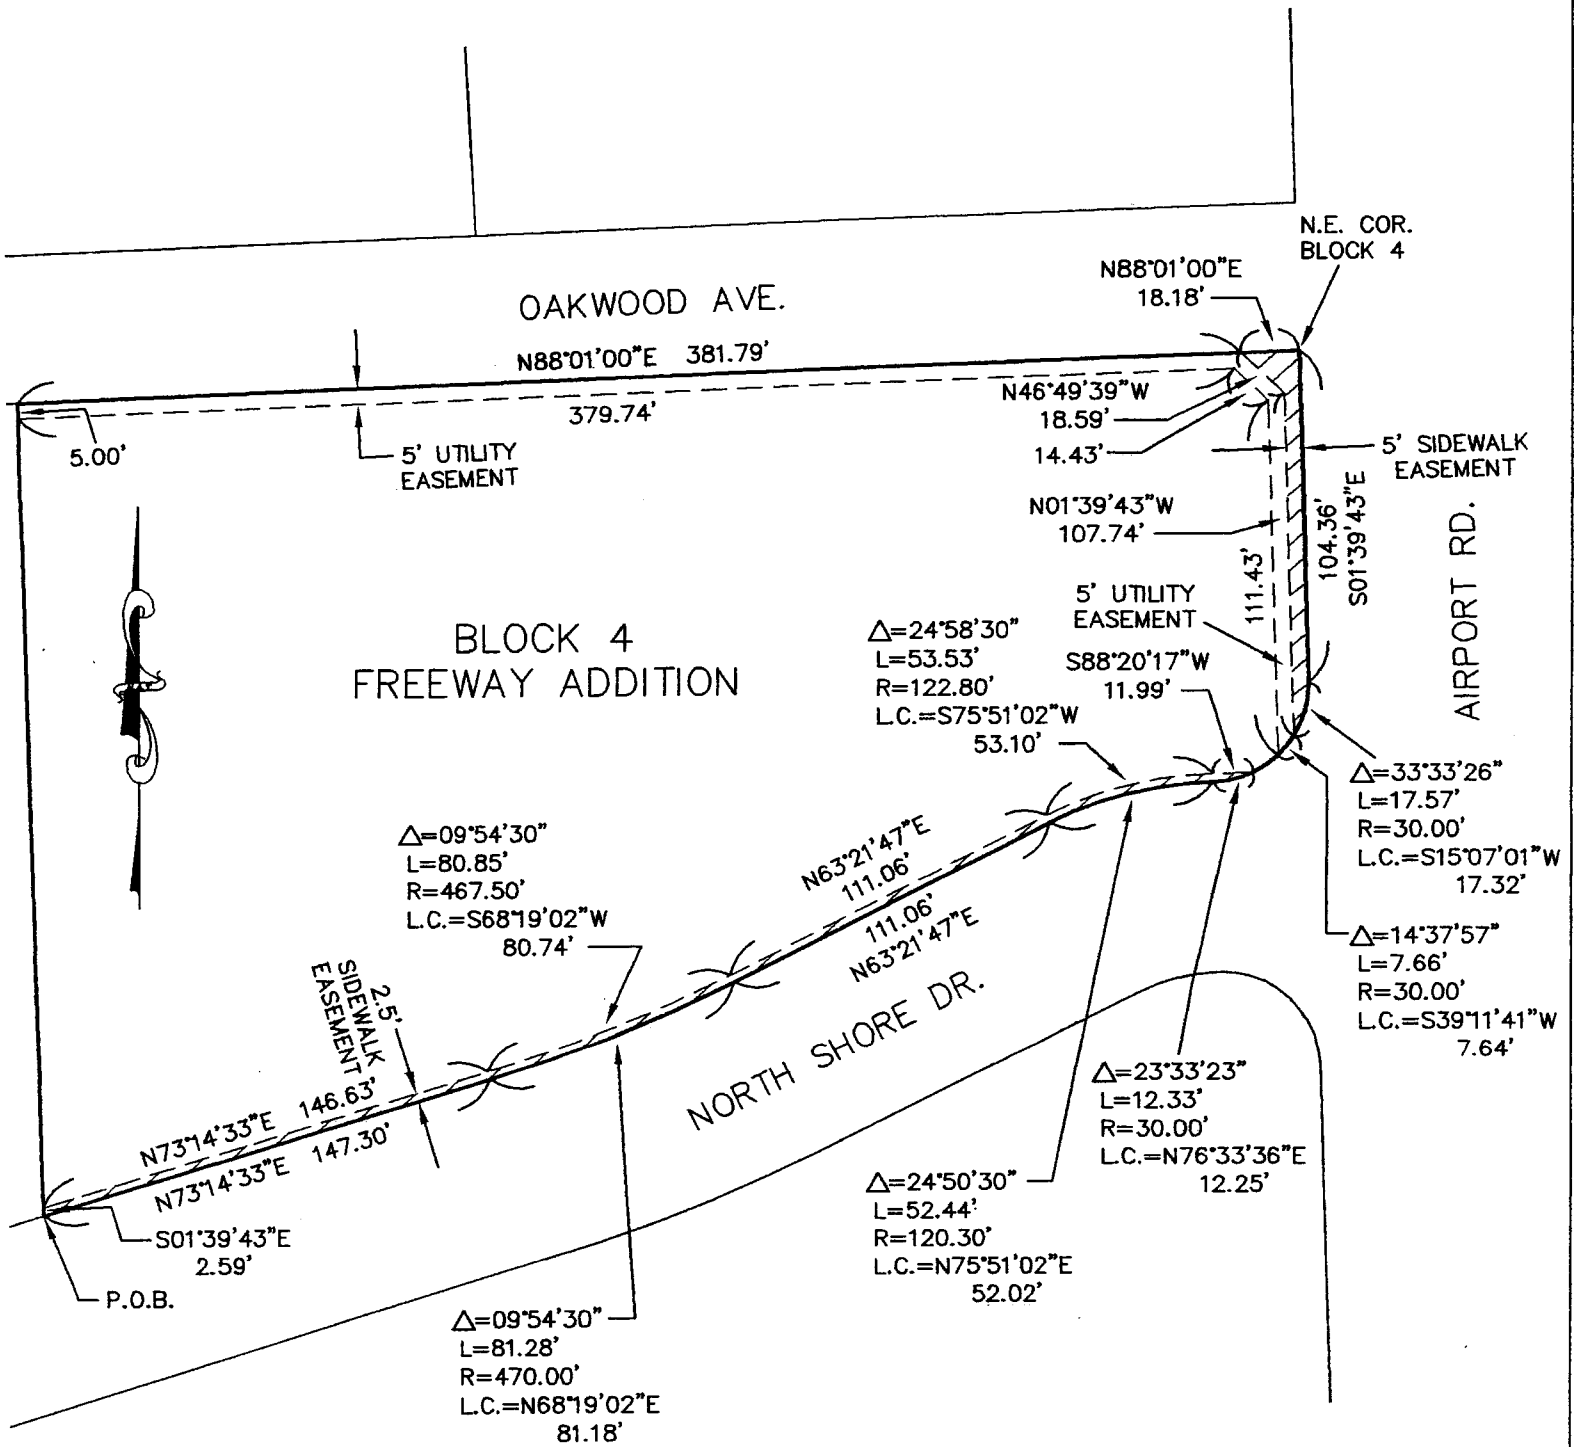 N.E. COR.
BLOCK 4
N88°01'00"E
18.18'
OAKWOOD AVE.
N88°01'00"E 381.79'
379.74'
5.00'
5' UTILITY
EASEMENT
N46°49'39"W
18.59'
14.43'
5' SIDEWALK
EASEMENT
N01°39'43"W
107.74'
111.43'
104.36'
S01°39'43"E
AIRPORT RD.
5' UTILITY
EASEMENT
BLOCK 4
FREEWAY ADDITION
△=24°58'30"
L=53.53'
R=122.80'
L.C.=S75°51'02"W
53.10'
S88°20'17"W
11.99'
△=33°33'26"
L=17.57'
R=30.00'
L.C.=S15°07'01"W
17.32'
△=09°54'30"
L=80.85'
R=467.50'
L.C.=S68°19'02"W
80.74'
N63°21'47"E
111.06'
111.06'
N63°21'47"E
△=14°37'57"
L=7.66'
R=30.00'
L.C.=S39°11'41"W
7.64'
2.5'
SIDEWALK
EASEMENT
NORTH SHORE DR.
△=23°33'23"
L=12.33'
R=30.00'
L.C.=N76°33'36"E
12.25'
N73°14'33"E 146.63'
N73°14'33"E 147.30'
△=24°50'30"
L=52.44'
R=120.30'
L.C.=N75°51'02"E
52.02'
S01°39'43"E
2.59'
P.O.B.
△=09°54'30"
L=81.28'
R=470.00'
L.C.=N68°19'02"E
81.18'